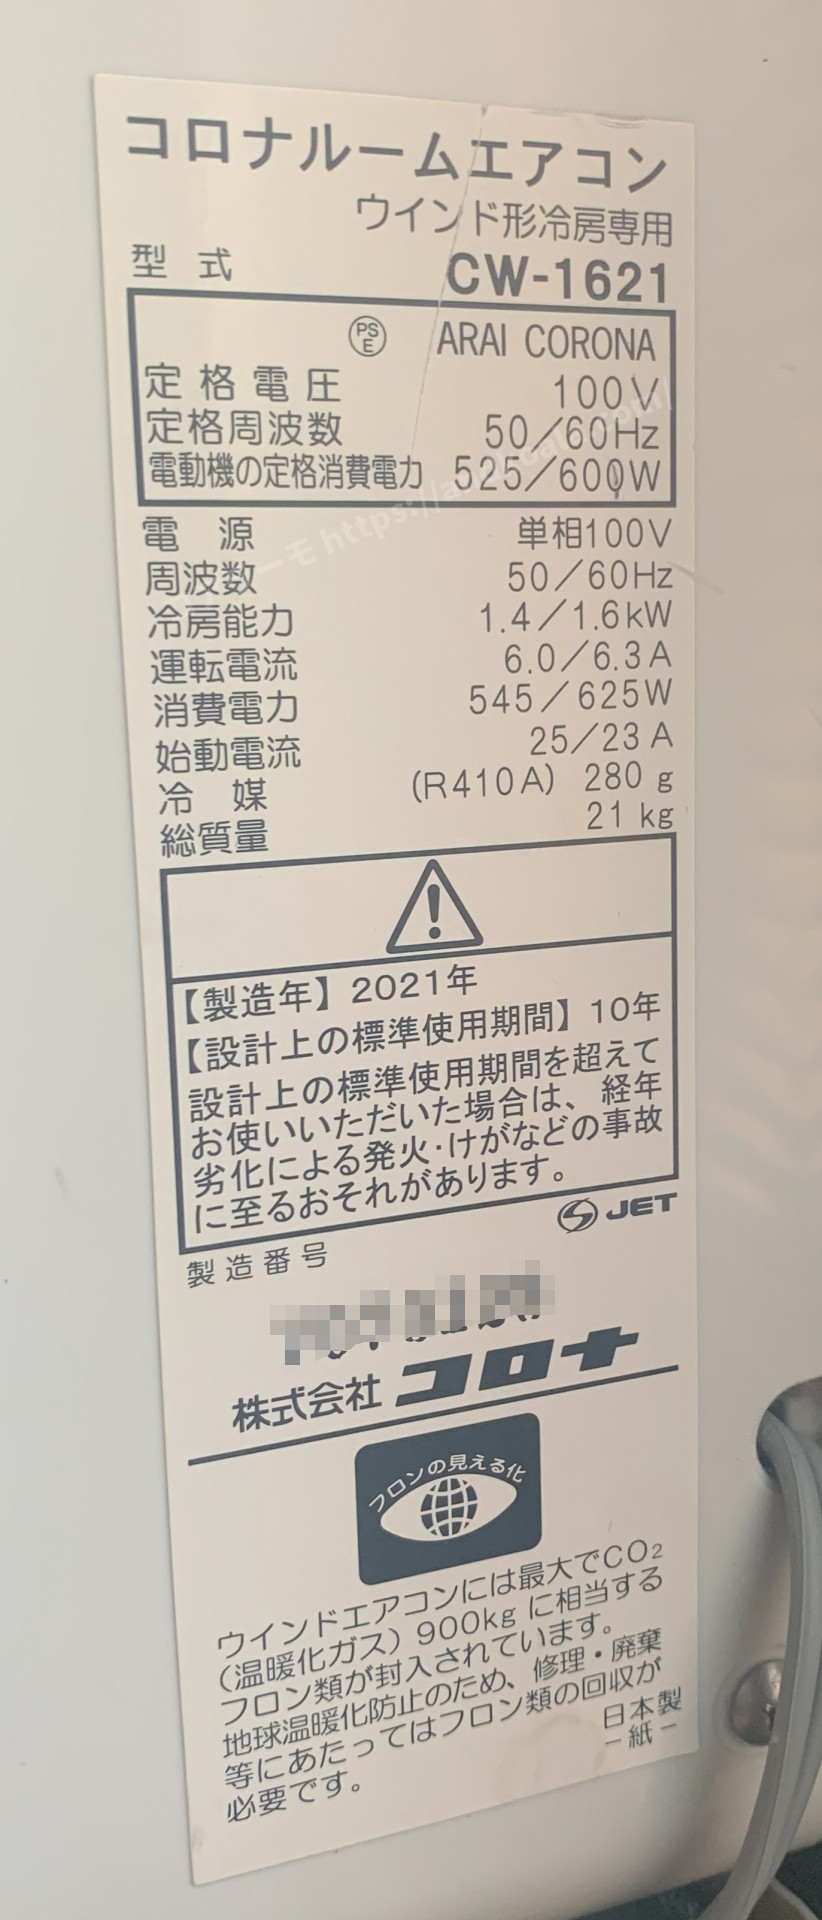 コロナルームエアコン
ウインド形冷房専用
型式 CW-1621
PSE ARAI CORONA
定格電圧 100V
定格周波数 50/60Hz
電動機の定格消費電力 525/600W
電源 単相100V
周波数 50/60Hz
冷房能力 1.4/1.6kW
運転電流 6.0/6.3A
消費電力 545/625W
始動電流 25/23A
冷媒 (R410A) 280g
総質量 21kg
【製造年】2021年
【設計上の標準使用期間】10年
設計上の標準使用期間を超えて
お使いいただいた場合は、経年
劣化による発火・けがなどの事故
に至るおそれがあります。
JET
製造番号
株式会社 コロナ
フロンの見える化
ウインドエアコンには最大でCO2
(温暖化ガス) 900kgに相当する
フロン類が封入されています。
地球温暖化防止のため、修理・廃棄
等にあたってはフロン類の回収が
必要です。
日本製
−紙−